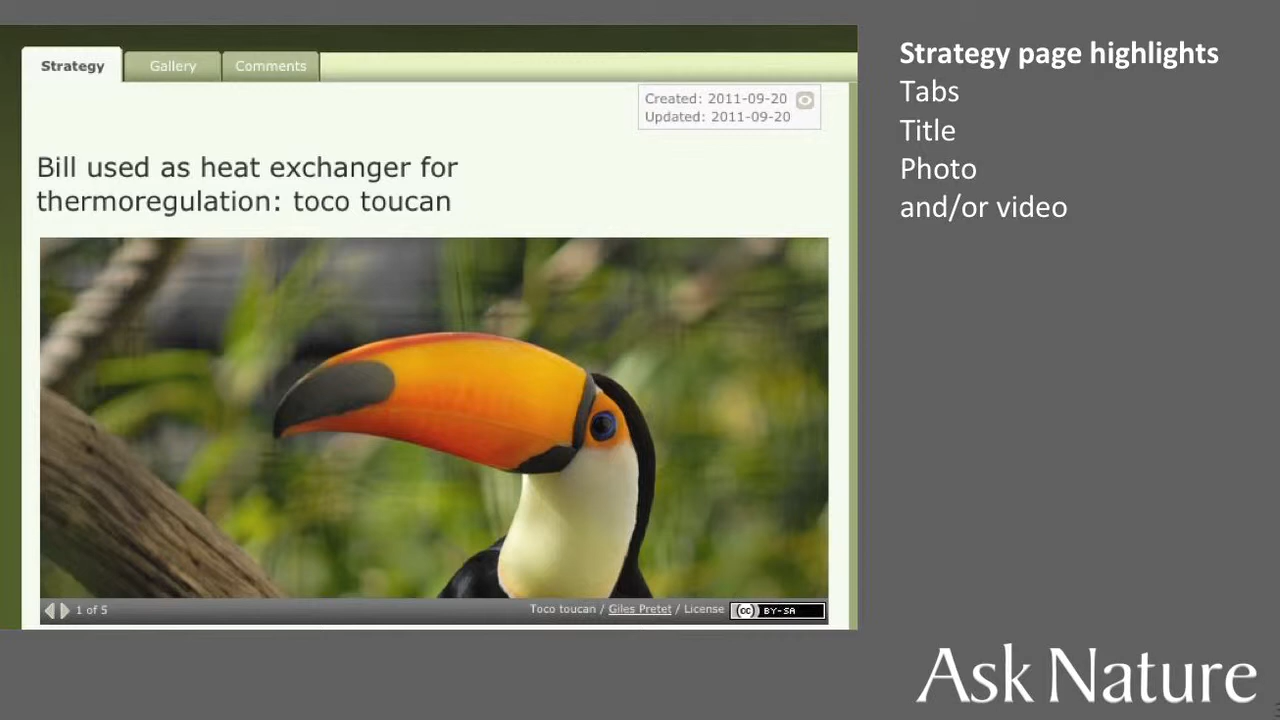 Strategy
Gallery
Comments
Created: 2011-09-20
Updated: 2011-09-20
Bill used as heat exchanger for
thermoregulation: toco toucan
1 of 5
Toco toucan / Giles Pretet / License
cc BY-SA
Strategy page highlights
Tabs
Title
Photo
and/or video
Ask Nature